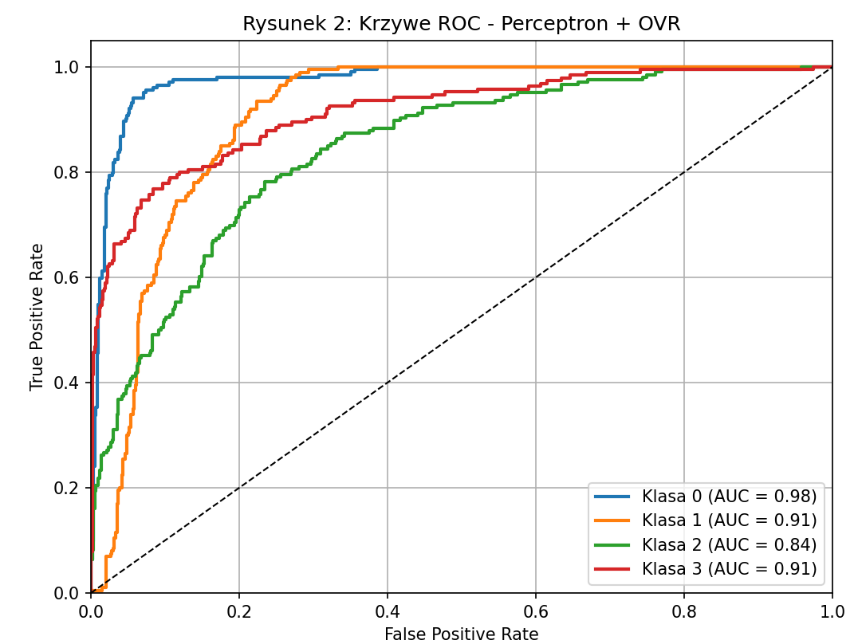 Rysunek 2: Krzywe ROC - Perceptron + OVR
True Positive Rate
1.0
0.8
0.6
0.4
0.2
0.0
0.0 0.2 0.4 0.6 0.8 1.0
False Positive Rate
Klasa 0 (AUC = 0.98)
Klasa 1 (AUC = 0.91)
Klasa 2 (AUC = 0.84)
Klasa 3 (AUC = 0.91)